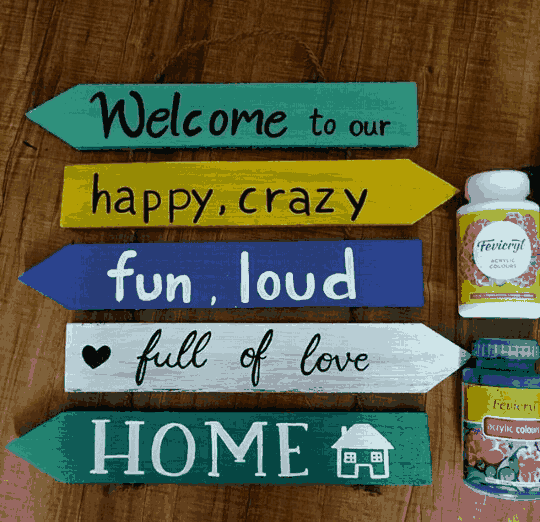 Welcome to our
happy, crazy
fun, loud
full of love
HOME
Fevicryl
ACRYLIC
COLOURS
Fevicryl
acrylic colours